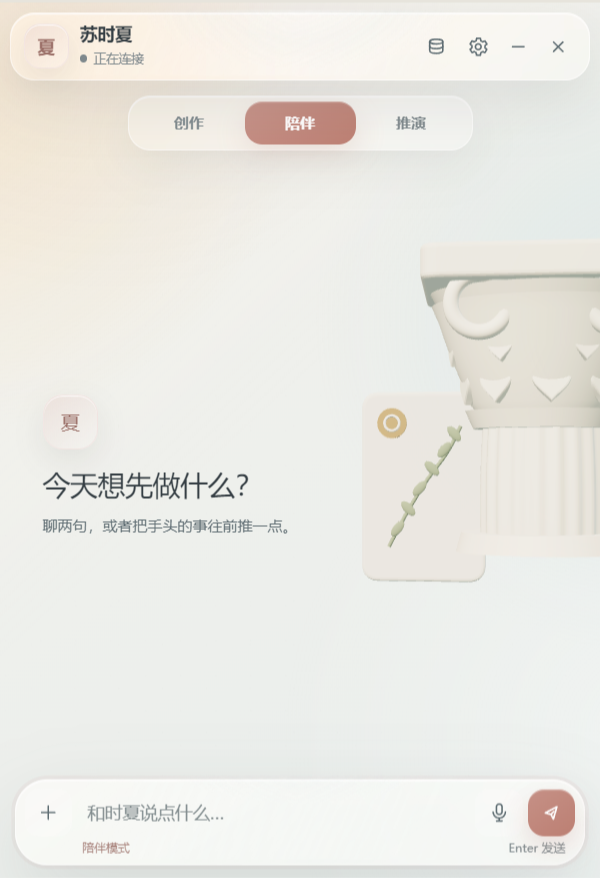 夏
苏时夏
正在连接
创作
陪伴
推演
夏
今天想先做什么？
聊两句，或者把手头的事往前推一点。
和时夏说点什么...
陪伴模式
Enter 发送